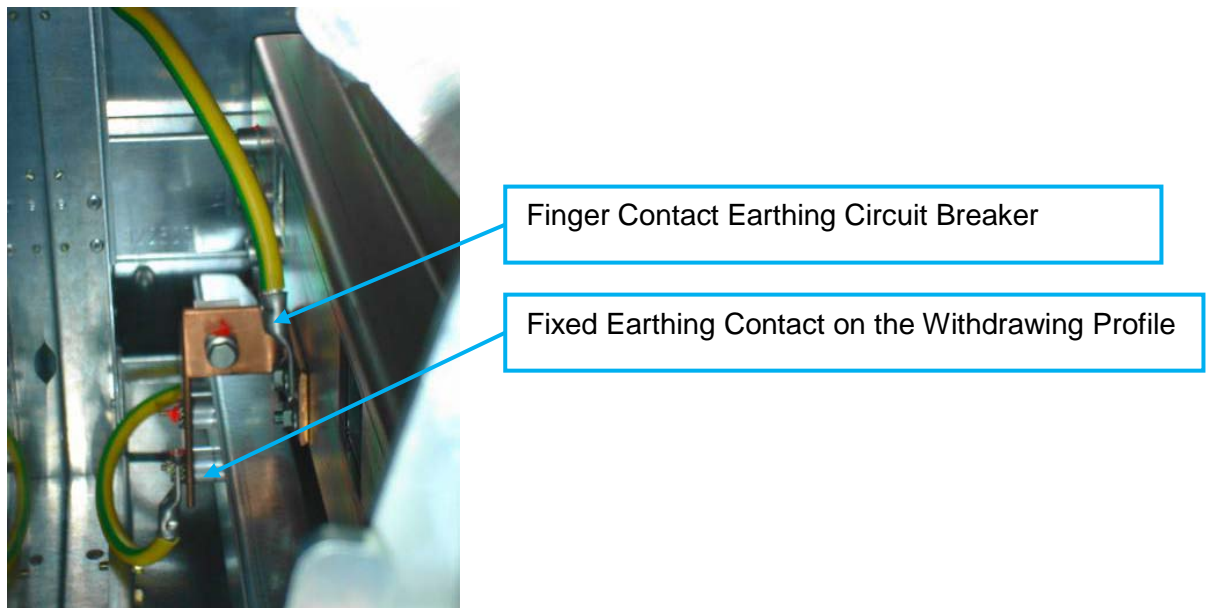 Finger Contact Earthing Circuit Breaker
Fixed Earthing Contact on the Withdrawing Profile